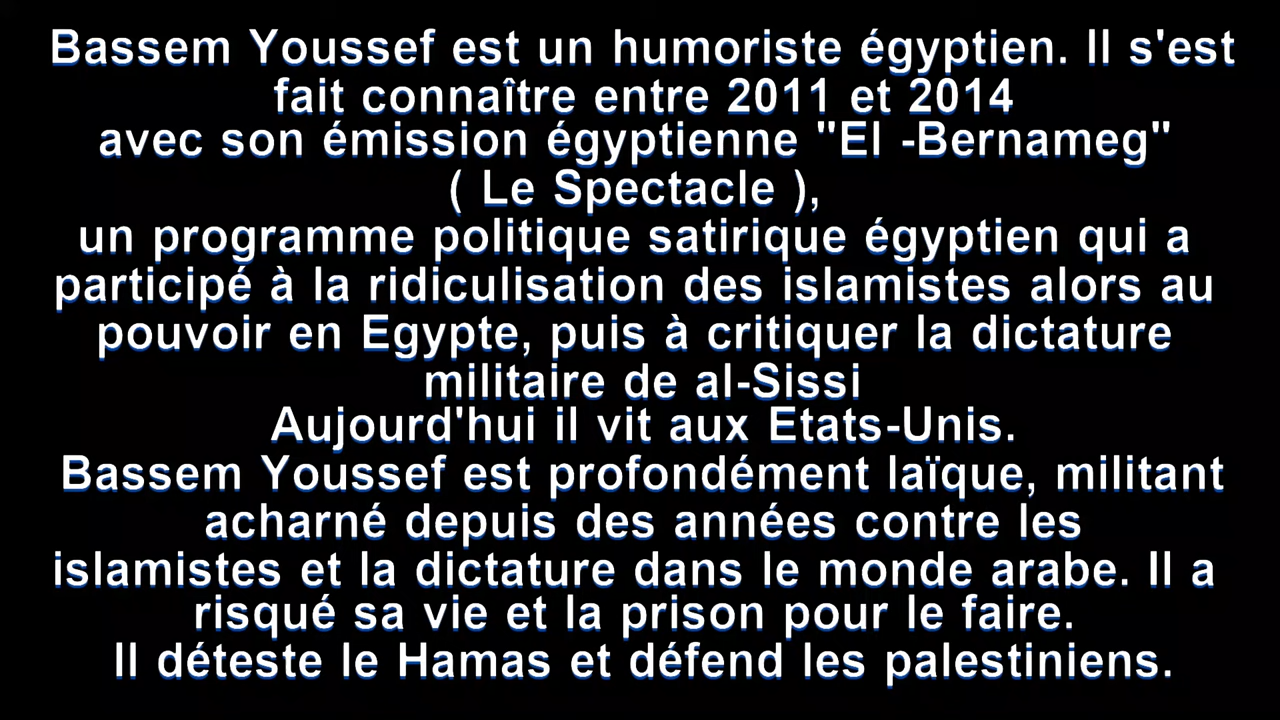 Bassem Youssef est un humoriste égyptien. Il s'est
fait connaître entre 2011 et 2014
avec son émission égyptienne "El -Bernameg"
( Le Spectacle ),
un programme politique satirique égyptien qui a
participé à la ridiculisation des islamistes alors au
pouvoir en Egypte, puis à critiquer la dictature
militaire de al-Sissi
Aujourd'hui il vit aux Etats-Unis.
Bassem Youssef est profondément laïque, militant
acharné depuis des années contre les
islamistes et la dictature dans le monde arabe. Il a
risqué sa vie et la prison pour le faire.
Il déteste le Hamas et défend les palestiniens.